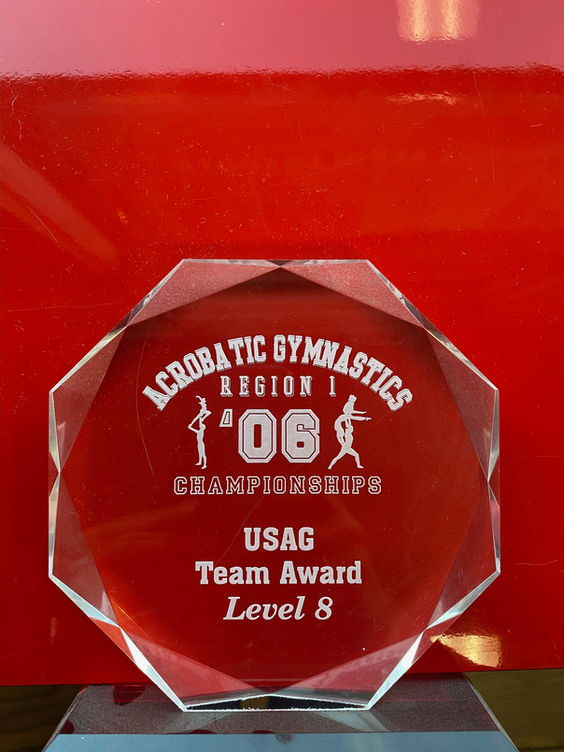 ACROBATIC GYMNASTICS
REGION 1
'06
CHAMPIONSHIPS
USAG
Team Award
Level 8